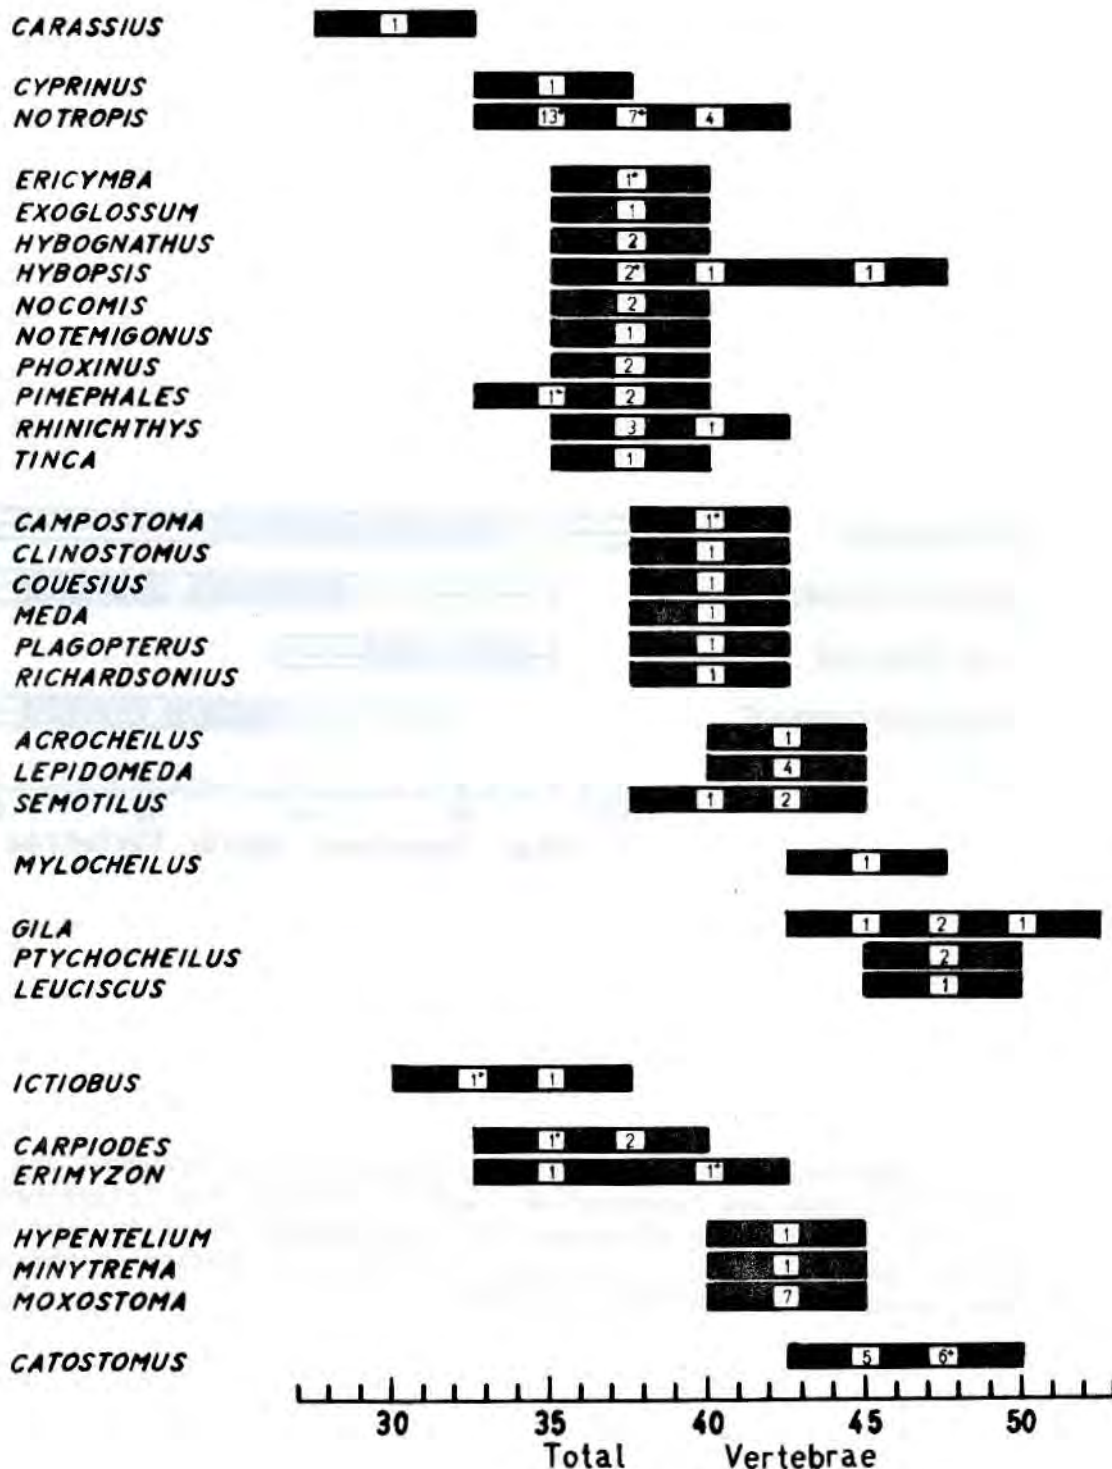 CARASSIUS 1
CYPRINUS 1
NOTROPIS 13* 7* 4
ERICYMBA 1*
EXOGLOSSUM 1
HYBOGNATHUS 2
HYBOPSIS 2* 1 1
NOCOMIS 2
NOTEMIGONUS 1
PHOXINUS 2
PIMEPHALES 1* 2
RHINICHTHYS 3 1
TINCA 1
CAMPOSTOMA 1*
CLINOSTOMUS 1
COUESIUS 1
MEDA 1
PLAGOPTERUS 1
RICHARDSONIUS 1
ACROCHEILUS 1
LEPIDOMEDA 4
SEMOTILUS 1 2
MYLOCHEILUS 1
GILA 1 2 1
PTYCHOCHEILUS 2
LEUCISCUS 1
ICTIOBUS 1* 1
CARPIODES 1* 2
ERIMYZON 1 1*
HYPENTELIUM 1
MINYTREMA 1
MOXOSTOMA 7
CATOSTOMUS 5 6*
30 35 40 45 50
Total Vertebrae